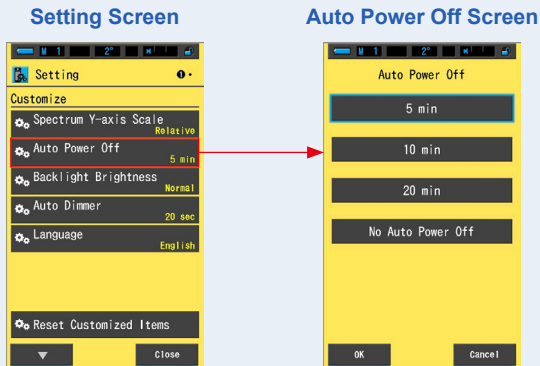 Setting Screen
M 1 2°
Setting
Customize
Spectrum Y-axis Scale
Relative
Auto Power Off
5 min
Backlight Brightness
Normal
Auto Dimmer
20 sec
Language
English
Reset Customized Items
▼ Close
Auto Power Off Screen
M 1 2°
Auto Power Off
5 min
10 min
20 min
No Auto Power Off
OK Cancel